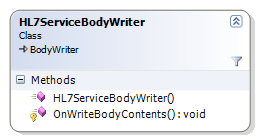 HL7ServiceBodyWriter
Class
BodyWriter
Methods
HL7ServiceBodyWriter()
OnWriteBodyContents() : void